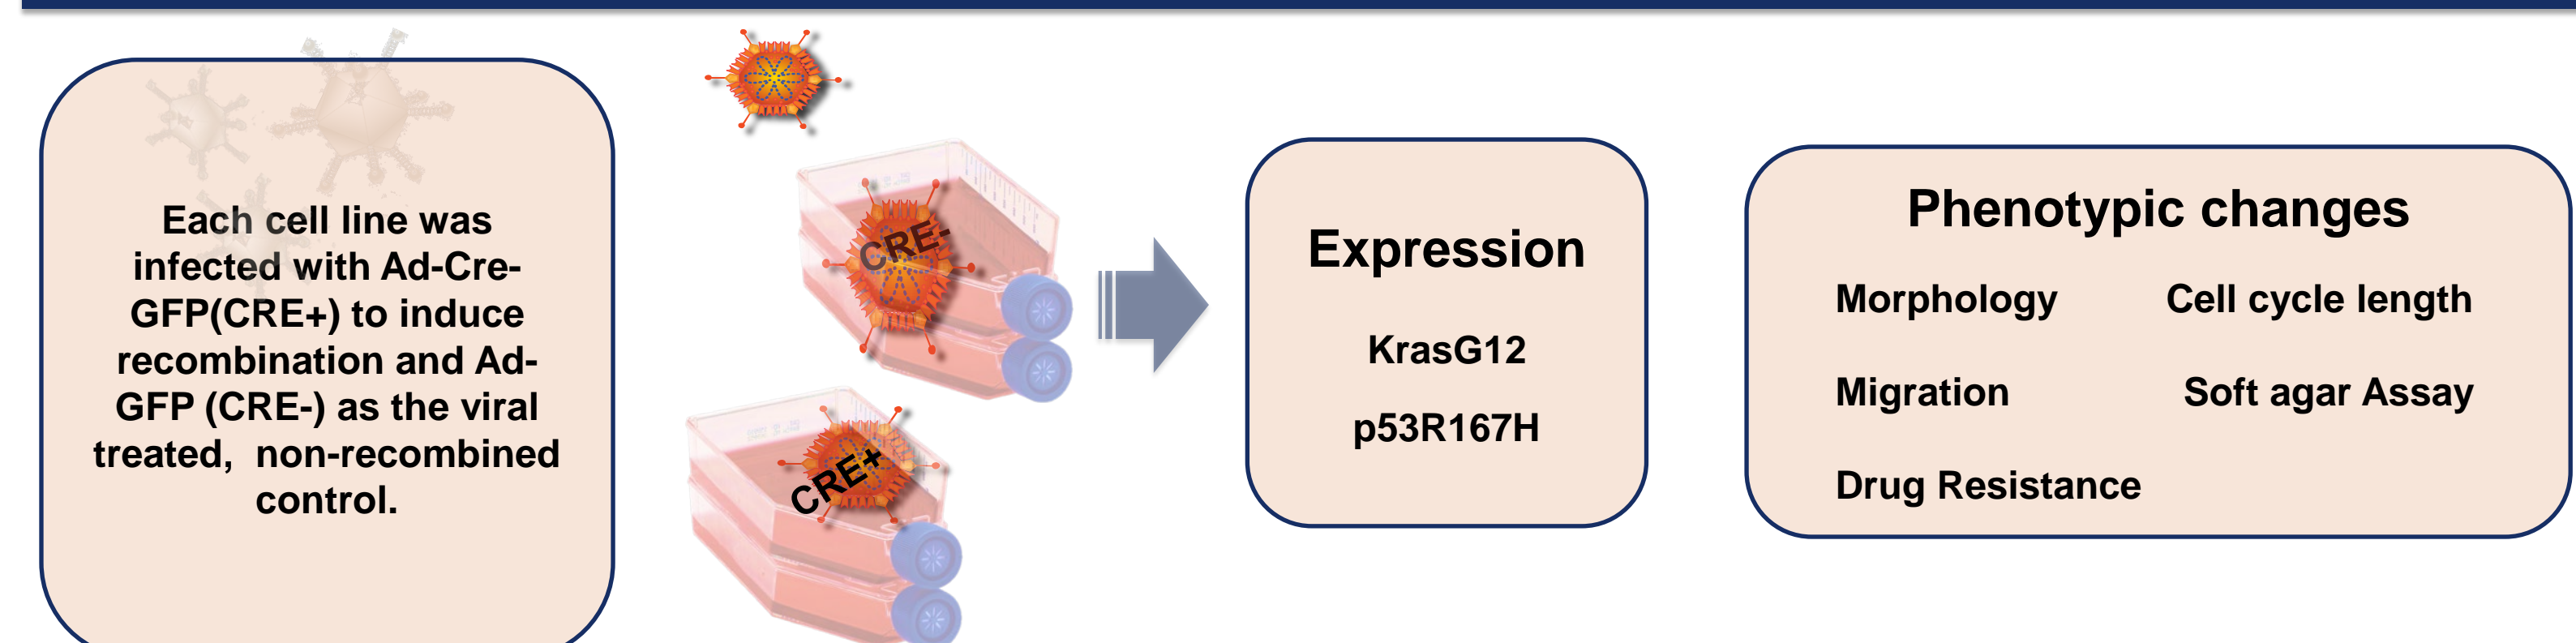 Each cell line was
infected with Ad-Cre-
GFP(CRE+) to induce
recombination and Ad-
GFP (CRE-) as the viral
treated, non-recombined
control.
CRE-
CRE+
Expression
KrasG12
p53R167H
Phenotypic changes
Morphology Cell cycle length
Migration Soft agar Assay
Drug Resistance